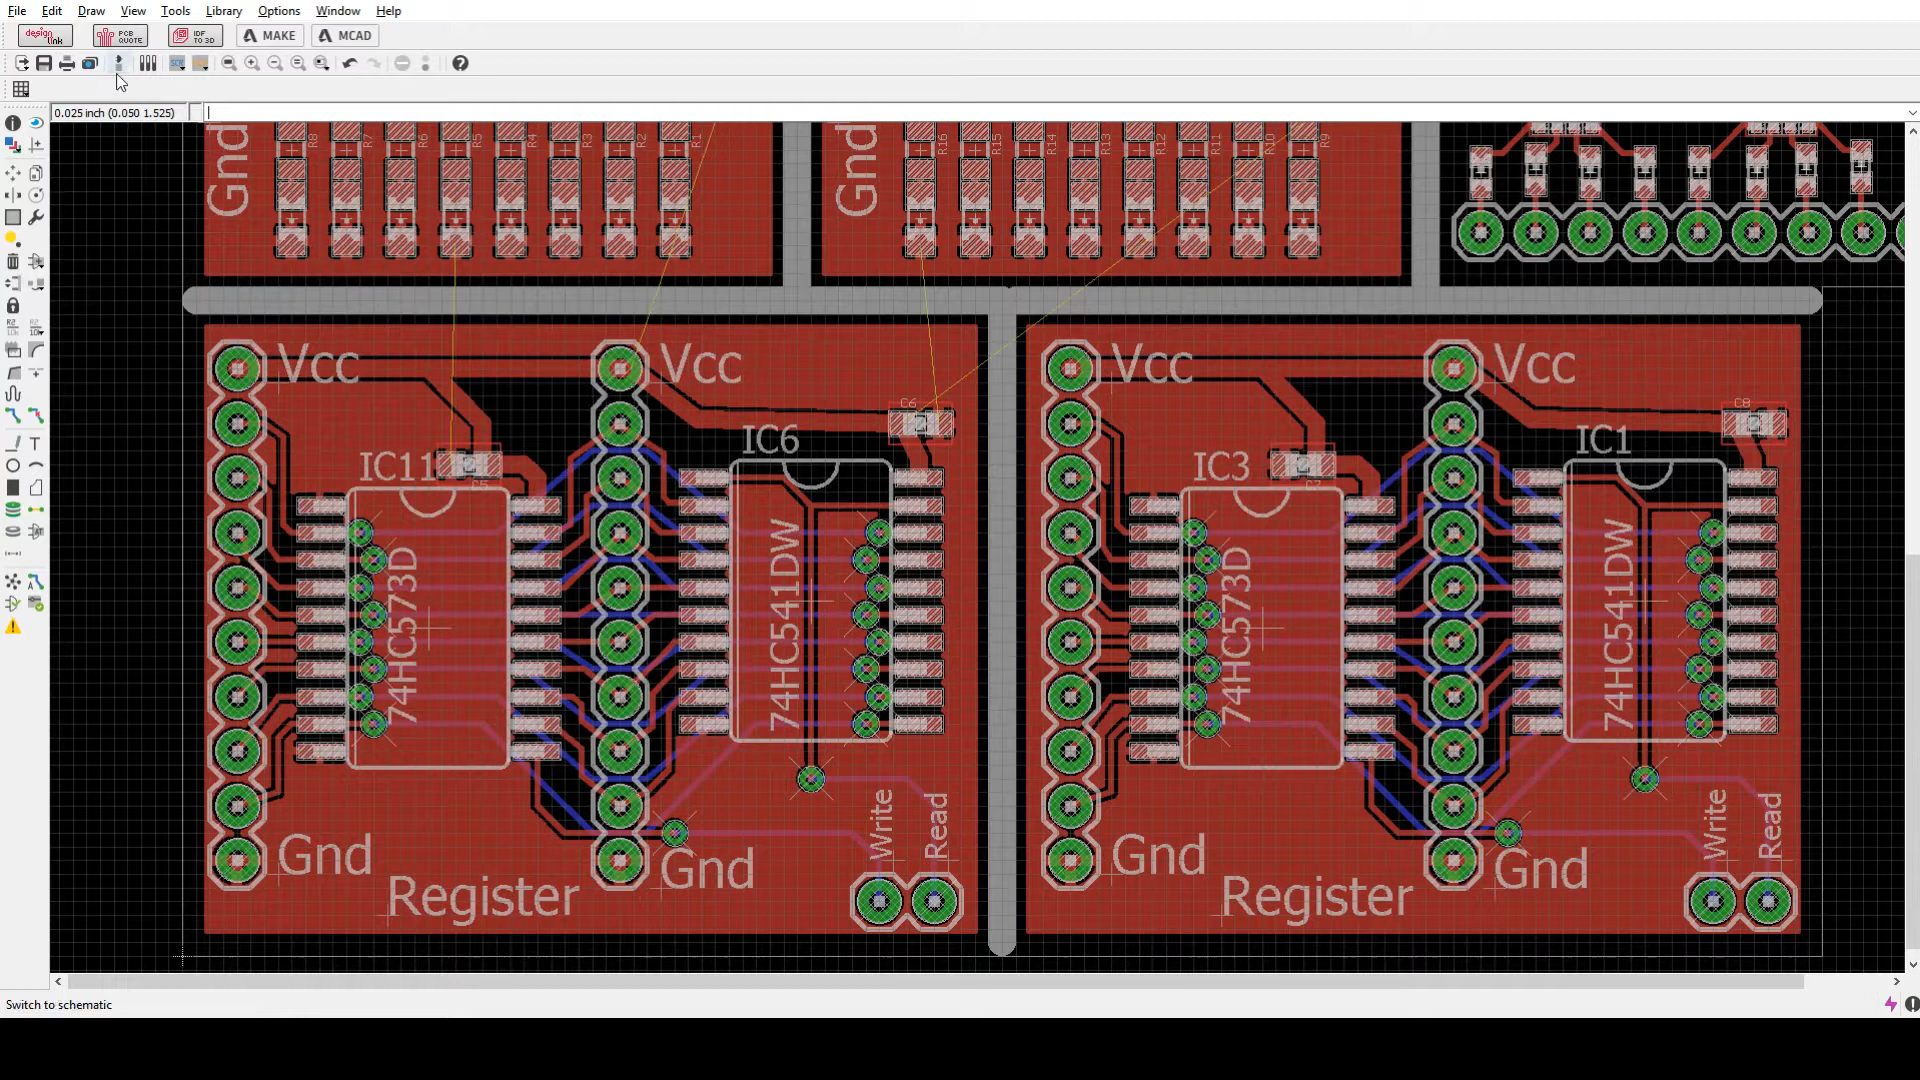 File Edit Draw View Tools Library Options Window Help
design link PCB QUOTE IDF TO 3D MAKE MCAD
0.025 inch (0.050 1.525)
Gnd R8 R7 R6 R5 R4 R3 R2 R1 Gnd R16 R15 R14 R13 R12 R11 R10 R9
Vcc Vcc Vcc Vcc
C6 C8
IC11 IC6 IC3 IC1
C5
74HC573D 74HC541DW 74HC573D 74HC541DW
Write Read Write Read
Gnd Gnd Gnd Gnd
Register Register
Switch to schematic